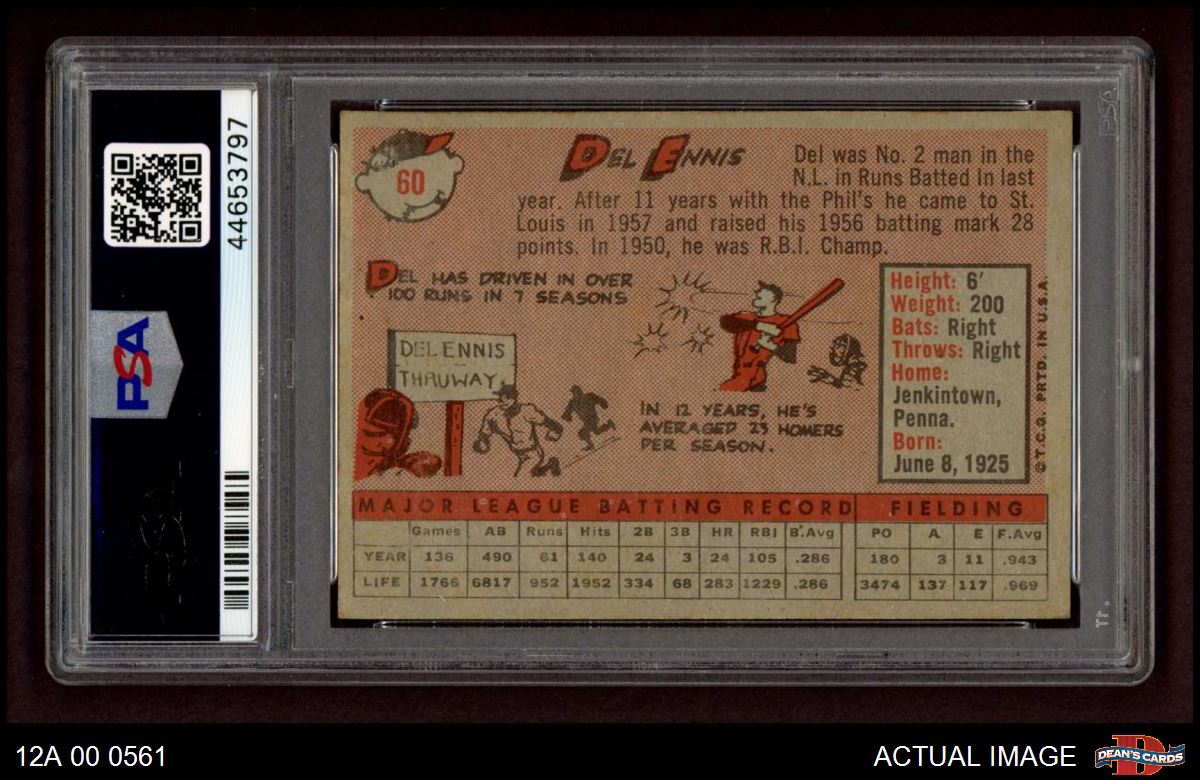 44653797
PSA
PSA
60
DEL ENNIS
Del was No. 2 man in the
N.L. in Runs Batted In last
year. After 11 years with the Phil's he came to St.
Louis in 1957 and raised his 1956 batting mark 28
points. In 1950, he was R.B.I. Champ.
DEL HAS DRIVEN IN OVER
100 RUNS IN 7 SEASONS
DEL ENNIS
THRUWAY
IN 12 YEARS, HE'S
AVERAGED 23 HOMERS
PER SEASON.
Height: 6'
Weight: 200
Bats: Right
Throws: Right
Home:
Jenkintown,
Penna.
Born:
June 8, 1925
© T.C.G. PRTD. IN U.S.A.
MAJOR LEAGUE BATTING RECORD FIELDING
Games AB Runs Hits 2B 3B HR RBI B.Avg PO A E F.Avg
YEAR 136 490 61 140 24 3 24 105 .286 180 3 11 .943
LIFE 1766 6817 952 1952 334 68 283 1229 .286 3474 137 117 .969
12A 00 0561
ACTUAL IMAGE
DEAN'S CARDS